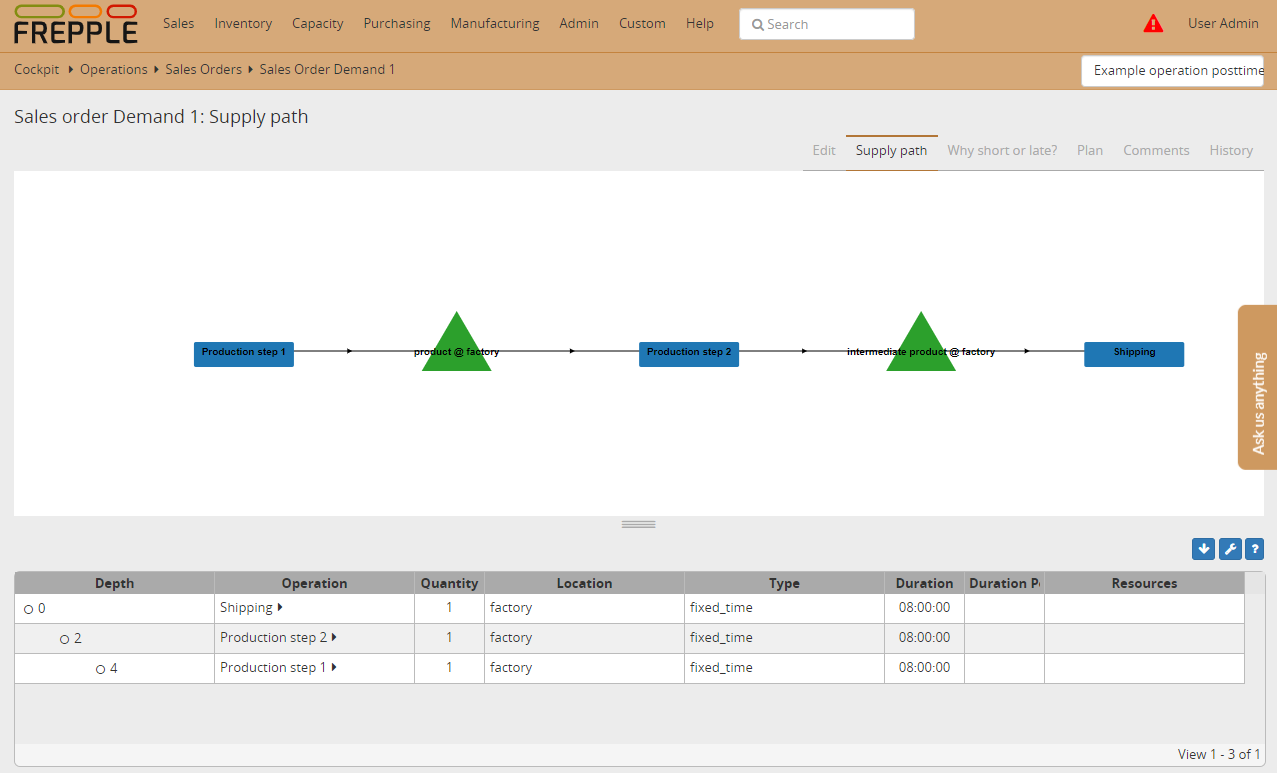 FREPPLE Sales Inventory Capacity Purchasing Manufacturing Admin Custom Help Search User Admin
Cockpit Operations Sales Orders Sales Order Demand 1 Example operation posttime
Sales order Demand 1: Supply path
Edit Supply path Why short or late? Plan Comments History
Production step 1 product @ factory Production step 2 intermediate product @ factory Shipping
Ask us anything
?
Depth Operation Quantity Location Type Duration Duration P Resources
0 Shipping 1 factory fixed_time 08:00:00
2 Production step 2 1 factory fixed_time 08:00:00
4 Production step 1 1 factory fixed_time 08:00:00
View 1 - 3 of 1